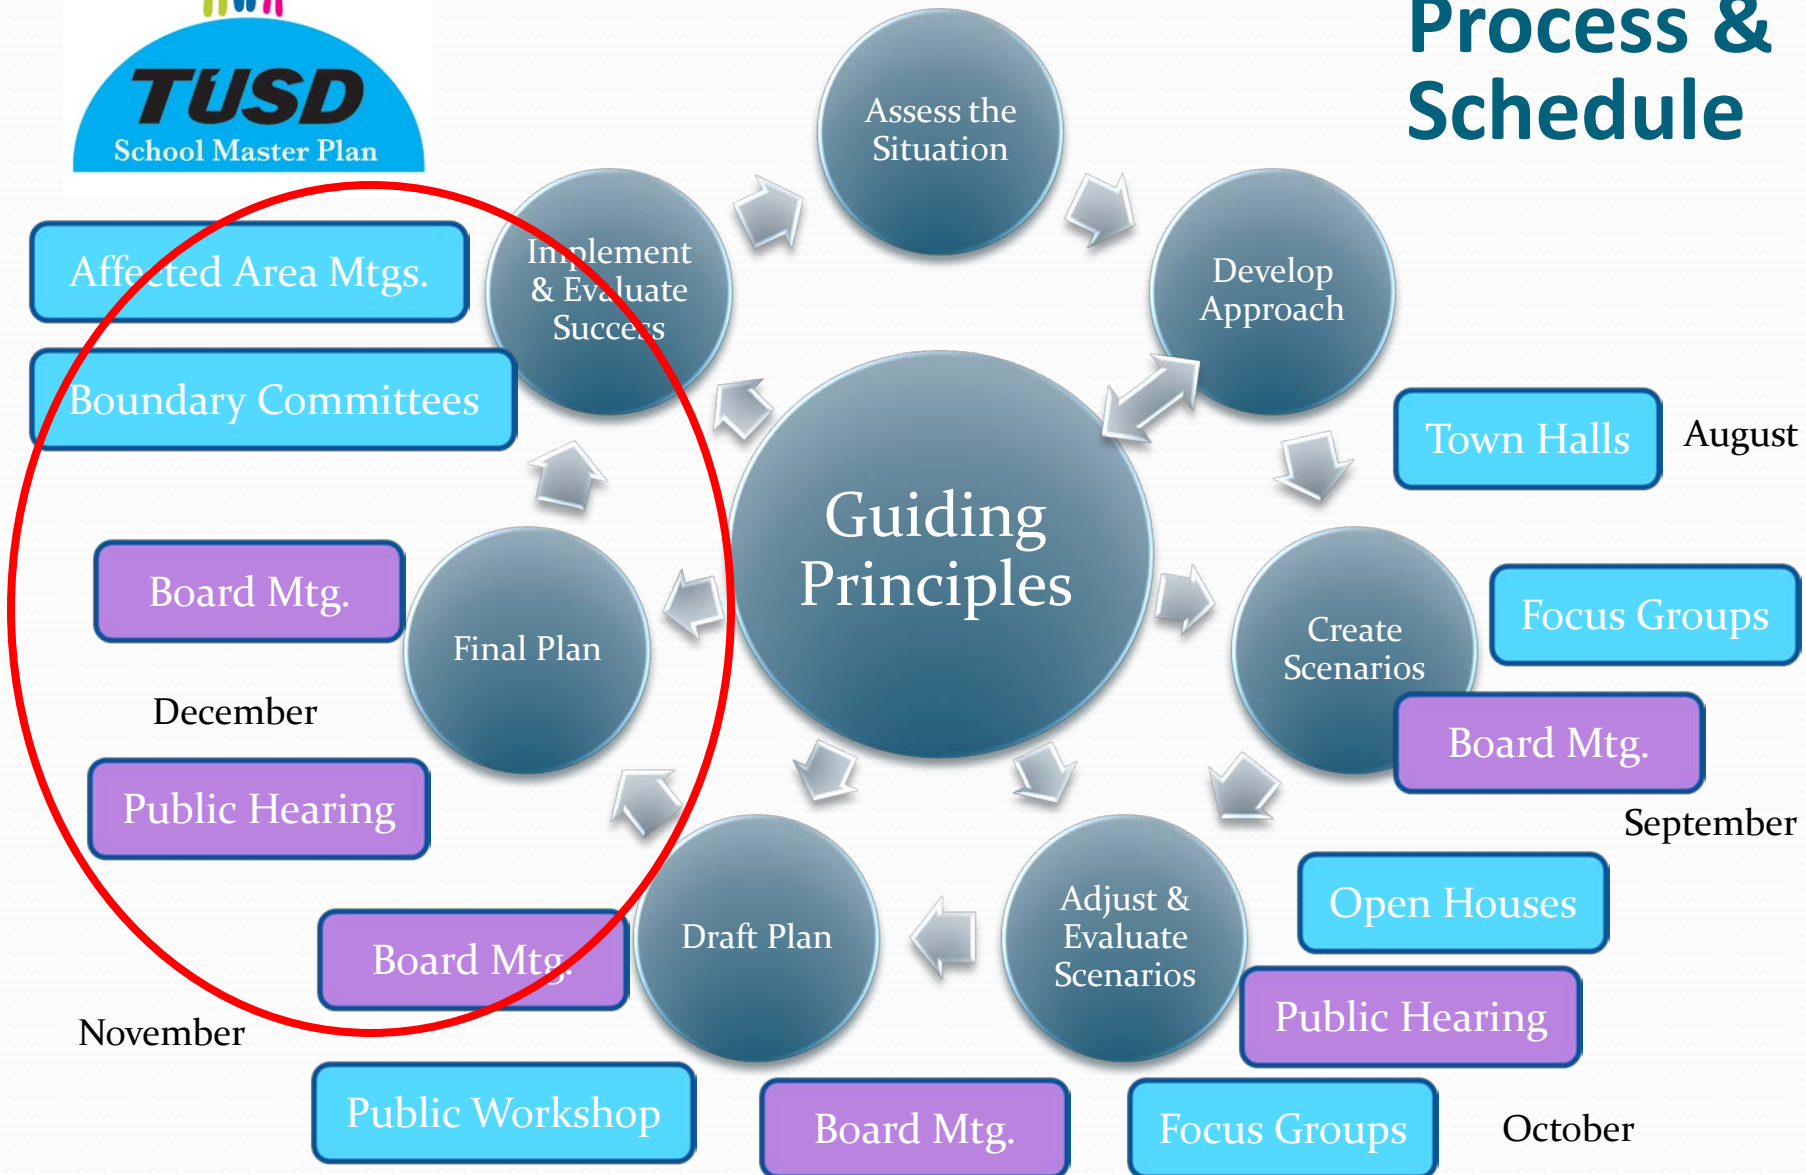 TUSD
School Master Plan
Process &
Schedule
Assess the
Situation
Develop
Approach
Town Halls
August
Create
Scenarios
Focus Groups
Board Mtg.
September
Adjust &
Evaluate
Scenarios
Open Houses
Public Hearing
Focus Groups
October
Board Mtg.
Draft Plan
Public Workshop
Board Mtg.
November
Final Plan
Public Hearing
December
Board Mtg.
Implement
& Evaluate
Success
Boundary Committees
Affected Area Mtgs.
Guiding
Principles